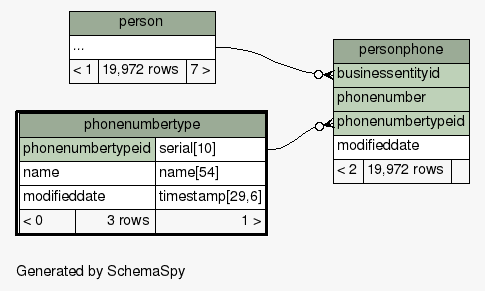 person
...
< 1 19,972 rows 7 >
personphone
businessentityid
phonenumber
phonenumbertypeid
modifieddate
< 2 19,972 rows
phonenumbertype
phonenumbertypeid serial[10]
name name[54]
modifieddate timestamp[29,6]
< 0 3 rows 1 >
Generated by SchemaSpy